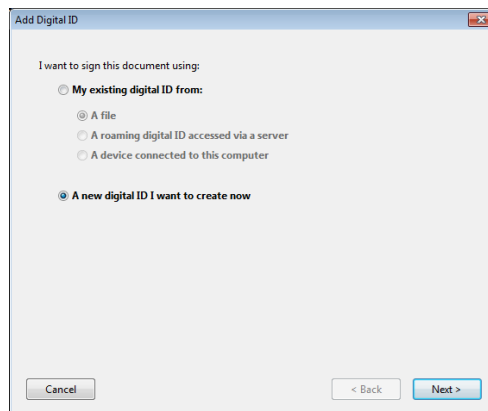 Add Digital ID
I want to sign this document using:
My existing digital ID from:
A file
A roaming digital ID accessed via a server
A device connected to this computer
A new digital ID I want to create now
Cancel
< Back
Next >